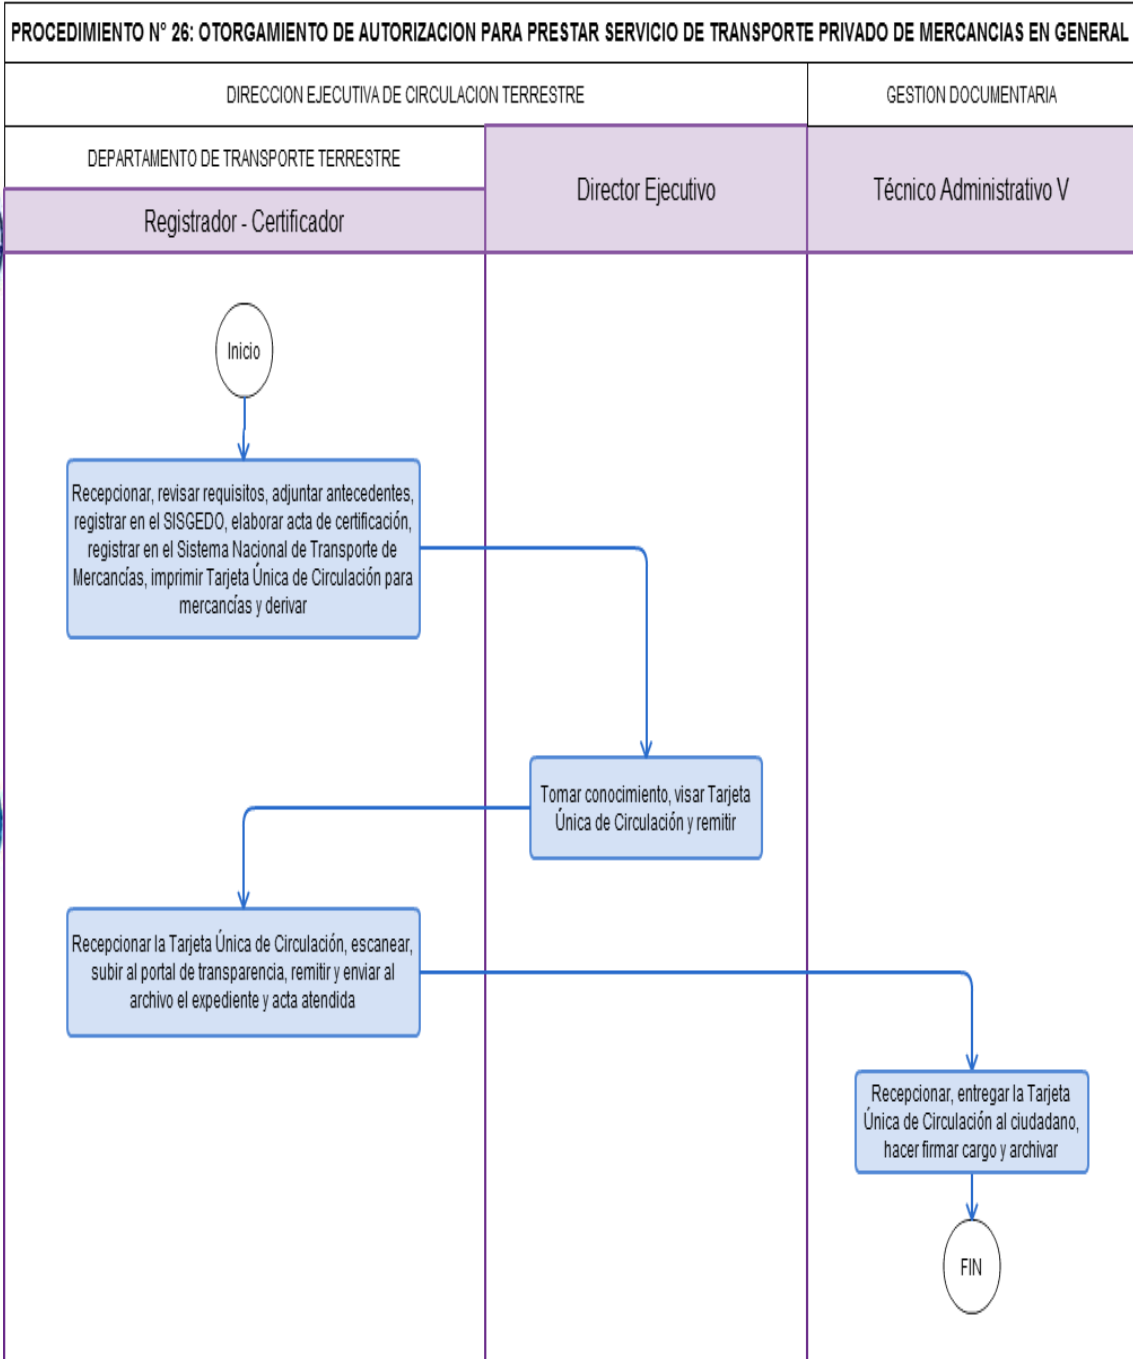 PROCEDIMIENTO N° 26: OTORGAMIENTO DE AUTORIZACION PARA PRESTAR SERVICIO DE TRANSPORTE PRIVADO DE MERCANCIAS EN GENERAL
DIRECCION EJECUTIVA DE CIRCULACION TERRESTRE
GESTION DOCUMENTARIA
DEPARTAMENTO DE TRANSPORTE TERRESTRE
Director Ejecutivo
Técnico Administrativo V
Registrador - Certificador
Inicio
Recepcionar, revisar requisitos, adjuntar antecedentes,
registrar en el SISGEDO, elaborar acta de certificación,
registrar en el Sistema Nacional de Transporte de
Mercancías, imprimir Tarjeta Única de Circulación para
mercancías y derivar
Tomar conocimiento, visar Tarjeta
Única de Circulación y remitir
Recepcionar la Tarjeta Única de Circulación, escanear,
subir al portal de transparencia, remitir y enviar al
archivo el expediente y acta atendida
Recepcionar, entregar la Tarjeta
Única de Circulación al ciudadano,
hacer firmar cargo y archivar
FIN